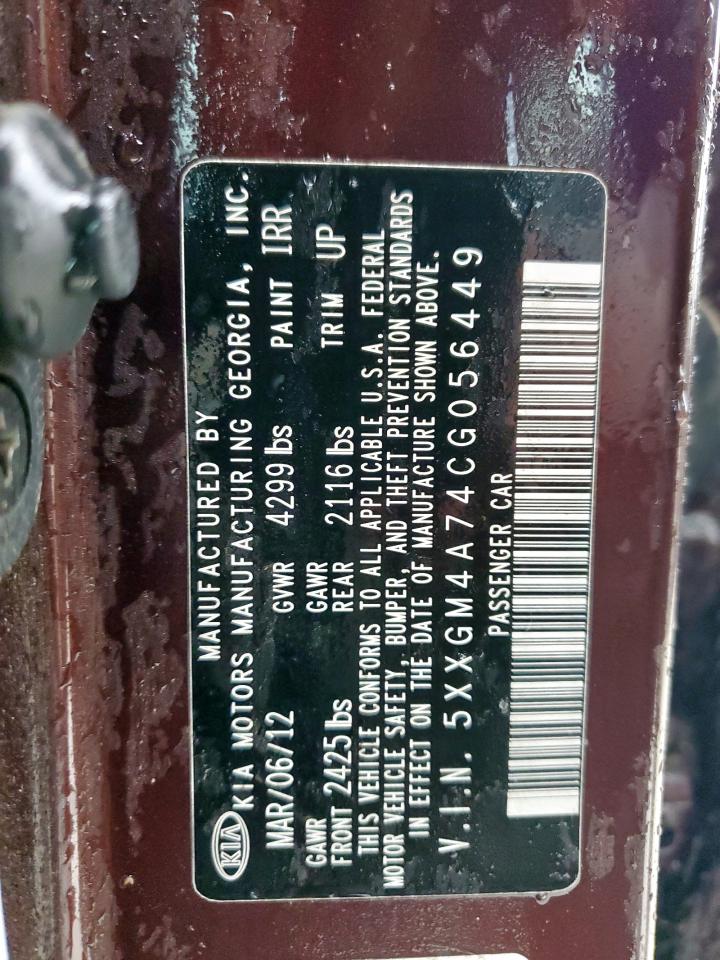 MANUFACTURED BY
KIA KIA MOTORS MANUFACTURING GEORGIA, INC.
MAR/06/12 GVWR 4299 lbs PAINT IRR
GAWR FRONT 2425 lbs GAWR REAR 2116 lbs TRIM UP
THIS VEHICLE CONFORMS TO ALL APPLICABLE U.S.A. FEDERAL
MOTOR VEHICLE SAFETY, BUMPER, AND THEFT PREVENTION STANDARDS
IN EFFECT ON THE DATE OF MANUFACTURE SHOWN ABOVE.
V.I.N. 5XXGM4A74CG056449
PASSENGER CAR